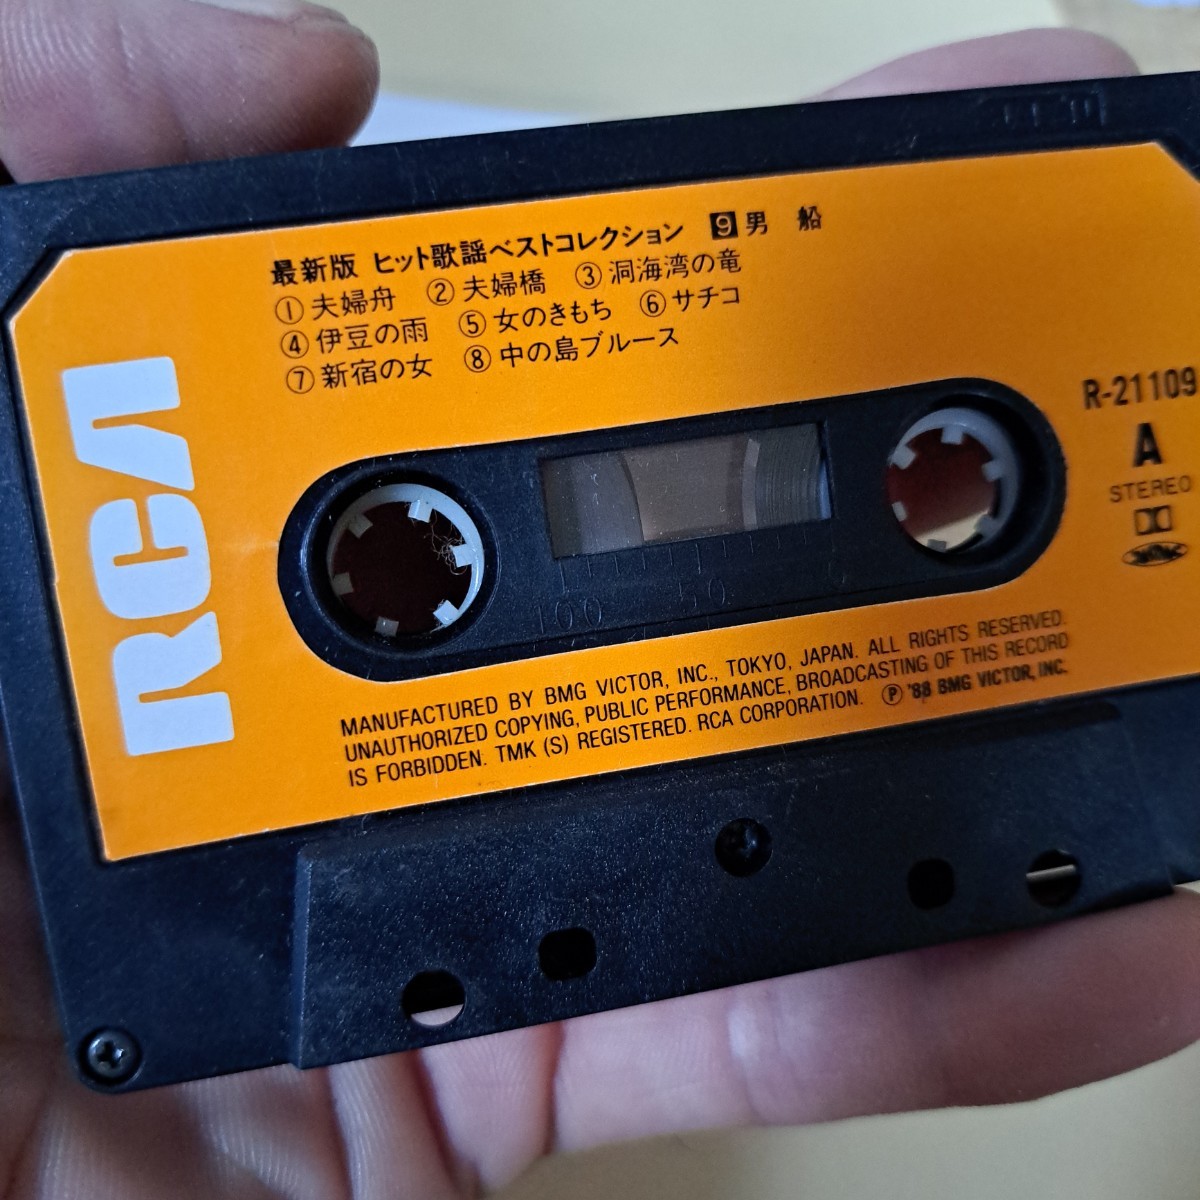 最新版 ヒット歌謡ベストコレクション 9 男 船
① 夫婦舟 ② 夫婦橋 ③ 洞海湾の竜
④ 伊豆の雨 ⑤ 女のきもち ⑥ サチコ
⑦ 新宿の女 ⑧ 中の島ブルース
RCA
R-21109
A
STEREO
100 50
MANUFACTURED BY BMG VICTOR, INC., TOKYO, JAPAN. ALL RIGHTS RESERVED.
UNAUTHORIZED COPYING, PUBLIC PERFORMANCE, BROADCASTING OF THIS RECORD
IS FORBIDDEN. TMK (S) REGISTERED. RCA CORPORATION. ℗ '88 BMG VICTOR, INC.